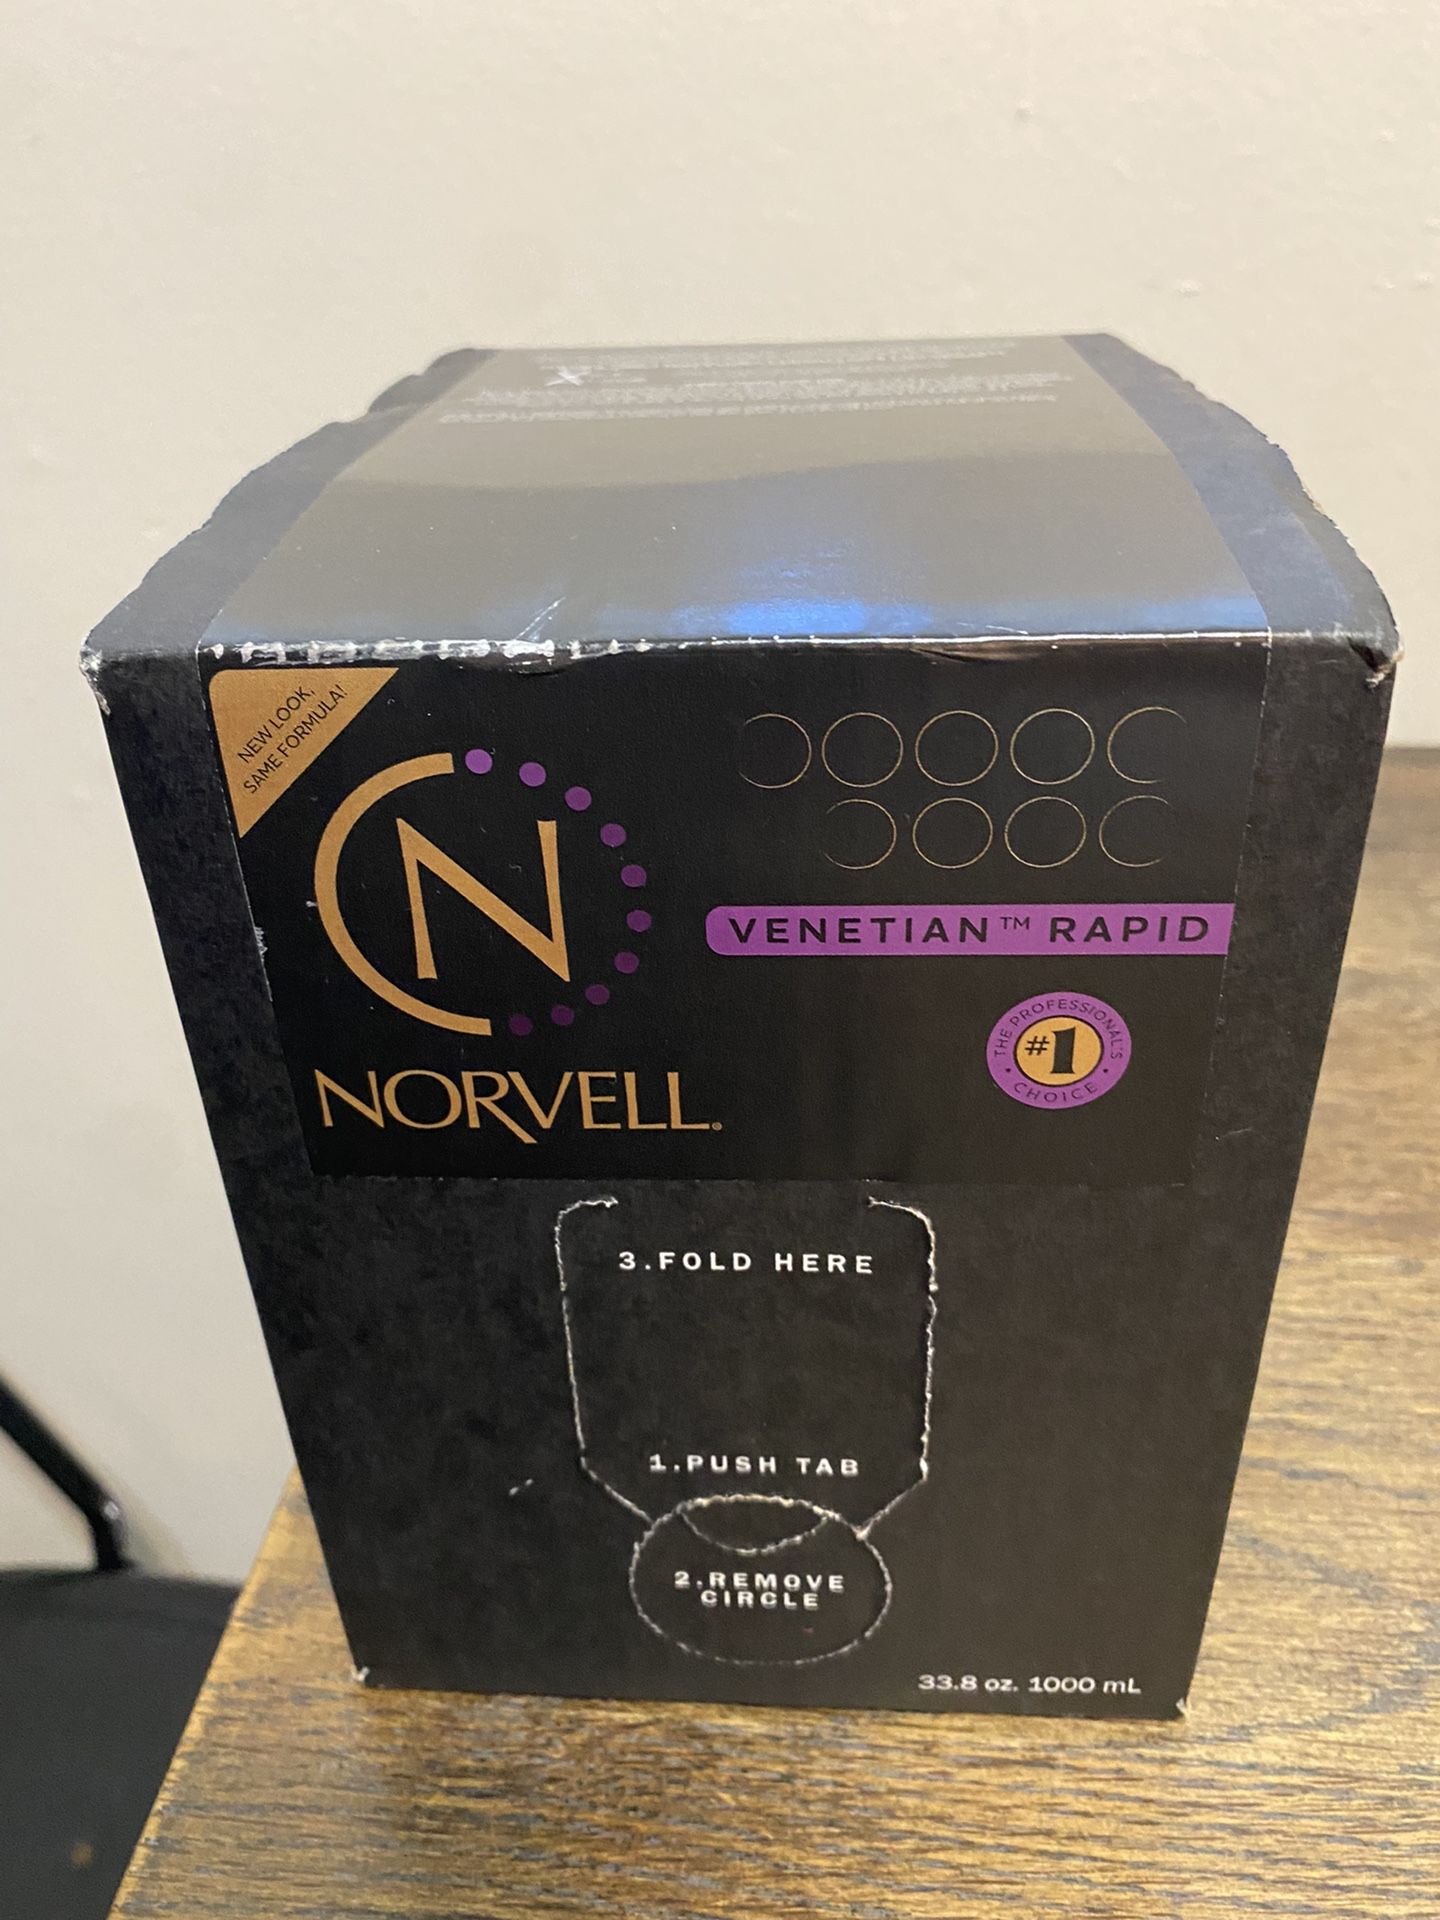 NEW LOOK,
SAME FORMULA!
N
NORVELL®
VENETIAN™ RAPID
THE PROFESSIONAL'S
#1
CHOICE
3.FOLD HERE
1.PUSH TAB
2.REMOVE
CIRCLE
33.8 oz. 1000 mL